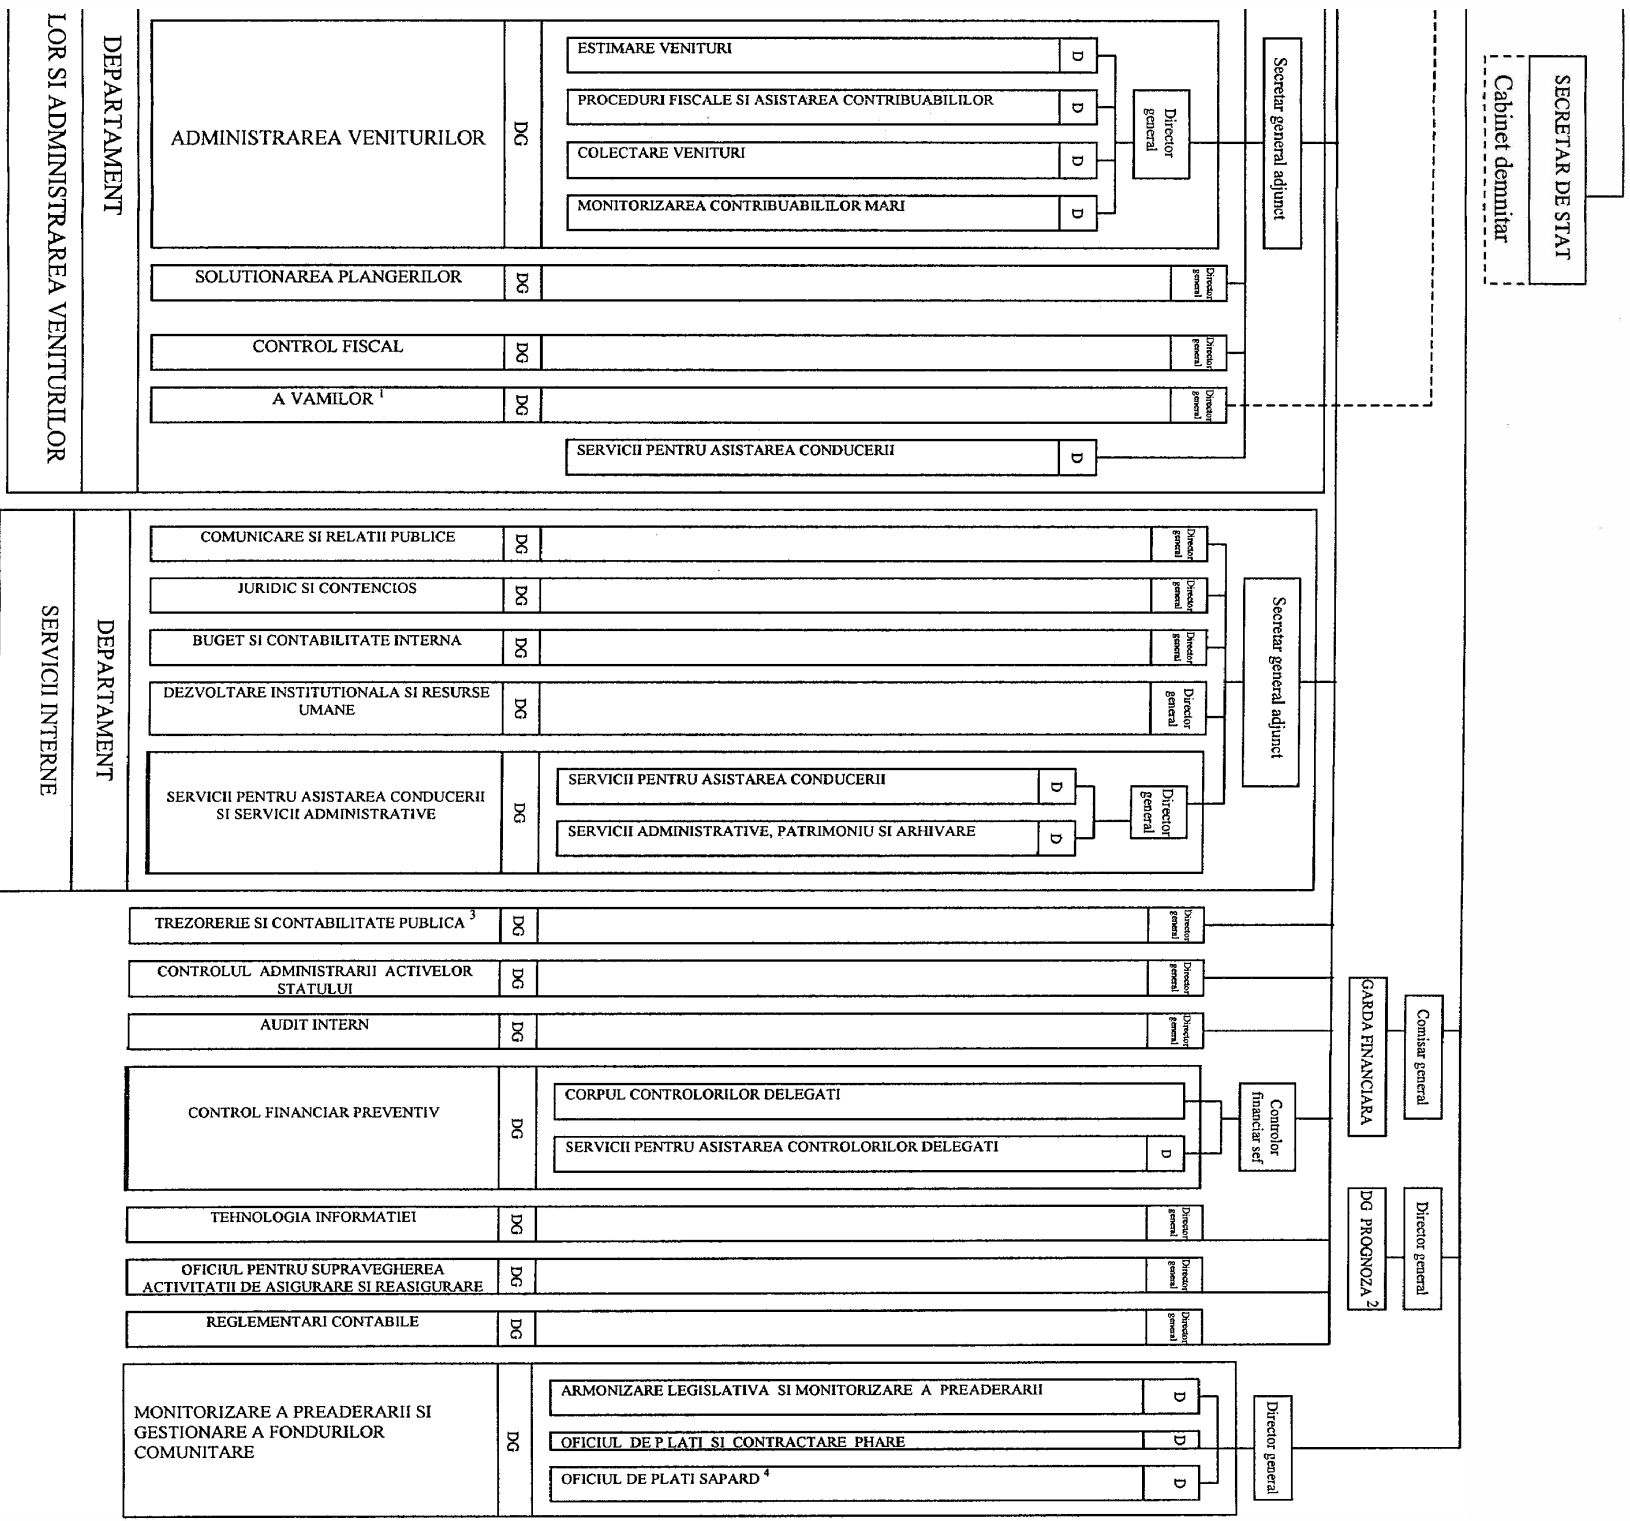 SECRETAR DE STAT
Cabinet demnitar
LOR SI ADMINISTRAREA VENITURILOR
DEPARTAMENT
Secretar general adjunct
ADMINISTRAREA VENITURILOR
DG
Director
general
ESTIMARE VENITURI
D
PROCEDURI FISCALE SI ASISTAREA CONTRIBUABILILOR
D
COLECTARE VENITURI
D
MONITORIZAREA CONTRIBUABILILOR MARI
D
SOLUTIONAREA PLANGERILOR
DG
Director
general
CONTROL FISCAL
DG
Director
general
A VAMILOR 1
DG
Director
general
SERVICII PENTRU ASISTAREA CONDUCERII
D
SERVICII INTERNE
DEPARTAMENT
Secretar general adjunct
COMUNICARE SI RELATII PUBLICE
DG
Director
general
JURIDIC SI CONTENCIOS
DG
Director
general
BUGET SI CONTABILITATE INTERNA
DG
Director
general
DEZVOLTARE INSTITUTIONALA SI RESURSE
UMANE
DG
Director
general
SERVICII PENTRU ASISTAREA CONDUCERII
SI SERVICII ADMINISTRATIVE
DG
Director
general
SERVICII PENTRU ASISTAREA CONDUCERII
D
SERVICII ADMINISTRATIVE, PATRIMONIU SI ARHIVARE
D
TREZORERIE SI CONTABILITATE PUBLICA 3
DG
Director
general
CONTROLUL ADMINISTRARII ACTIVELOR
STATULUI
DG
Director
general
AUDIT INTERN
DG
Director
general
GARDA FINANCIARA
Comisar general
CONTROL FINANCIAR PREVENTIV
DG
CORPUL CONTROLORILOR DELEGATI
SERVICII PENTRU ASISTAREA CONTROLORILOR DELEGATI
D
Controlor
financiar sef
DG PROGNOZA 2
Director general
TEHNOLOGIA INFORMATIEI
DG
Director
general
OFICIUL PENTRU SUPRAVEGHEREA
ACTIVITATII DE ASIGURARE SI REASIGURARE
DG
Director
general
REGLEMENTARI CONTABILE
DG
Director
general
MONITORIZARE A PREADERARII SI
GESTIONARE A FONDURILOR
COMUNITARE
DG
ARMONIZARE LEGISLATIVA SI MONITORIZARE A PREADERARII
D
OFICIUL DE PLATI SI CONTRACTARE PHARE
D
OFICIUL DE PLATI SAPARD 4
D
Director general